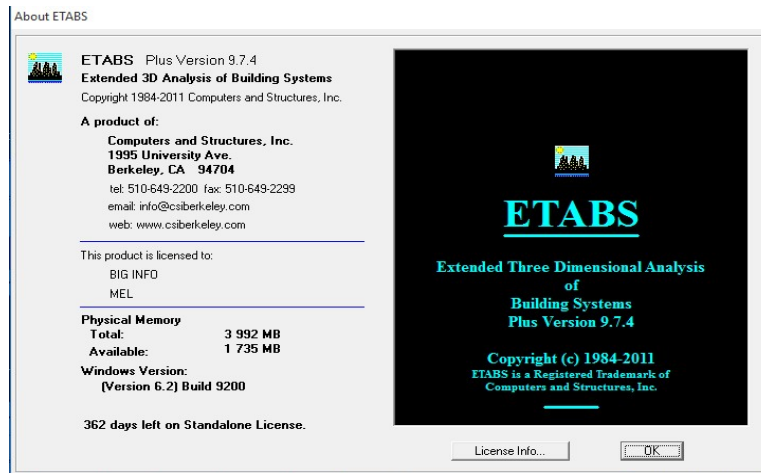 About ETABS
ETABS Plus Version 9.7.4
Extended 3D Analysis of Building Systems
Copyright 1984-2011 Computers and Structures, Inc.
A product of:
Computers and Structures, Inc.
1995 University Ave.
Berkeley, CA 94704
tel: 510-649-2200 fax: 510-649-2299
email: info@csiberkeley.com
web: www.csiberkeley.com
This product is licensed to:
BIG INFO
MEL
Physical Memory
Total: 3 992 MB
Available: 1 735 MB
Windows Version:
(Version 6.2) Build 9200
362 days left on Standalone License.
ETABS
Extended Three Dimensional Analysis
of
Building Systems
Plus Version 9.7.4
Copyright (c) 1984-2011
ETABS is a Registered Trademark of
Computers and Structures, Inc.
License Info...
OK